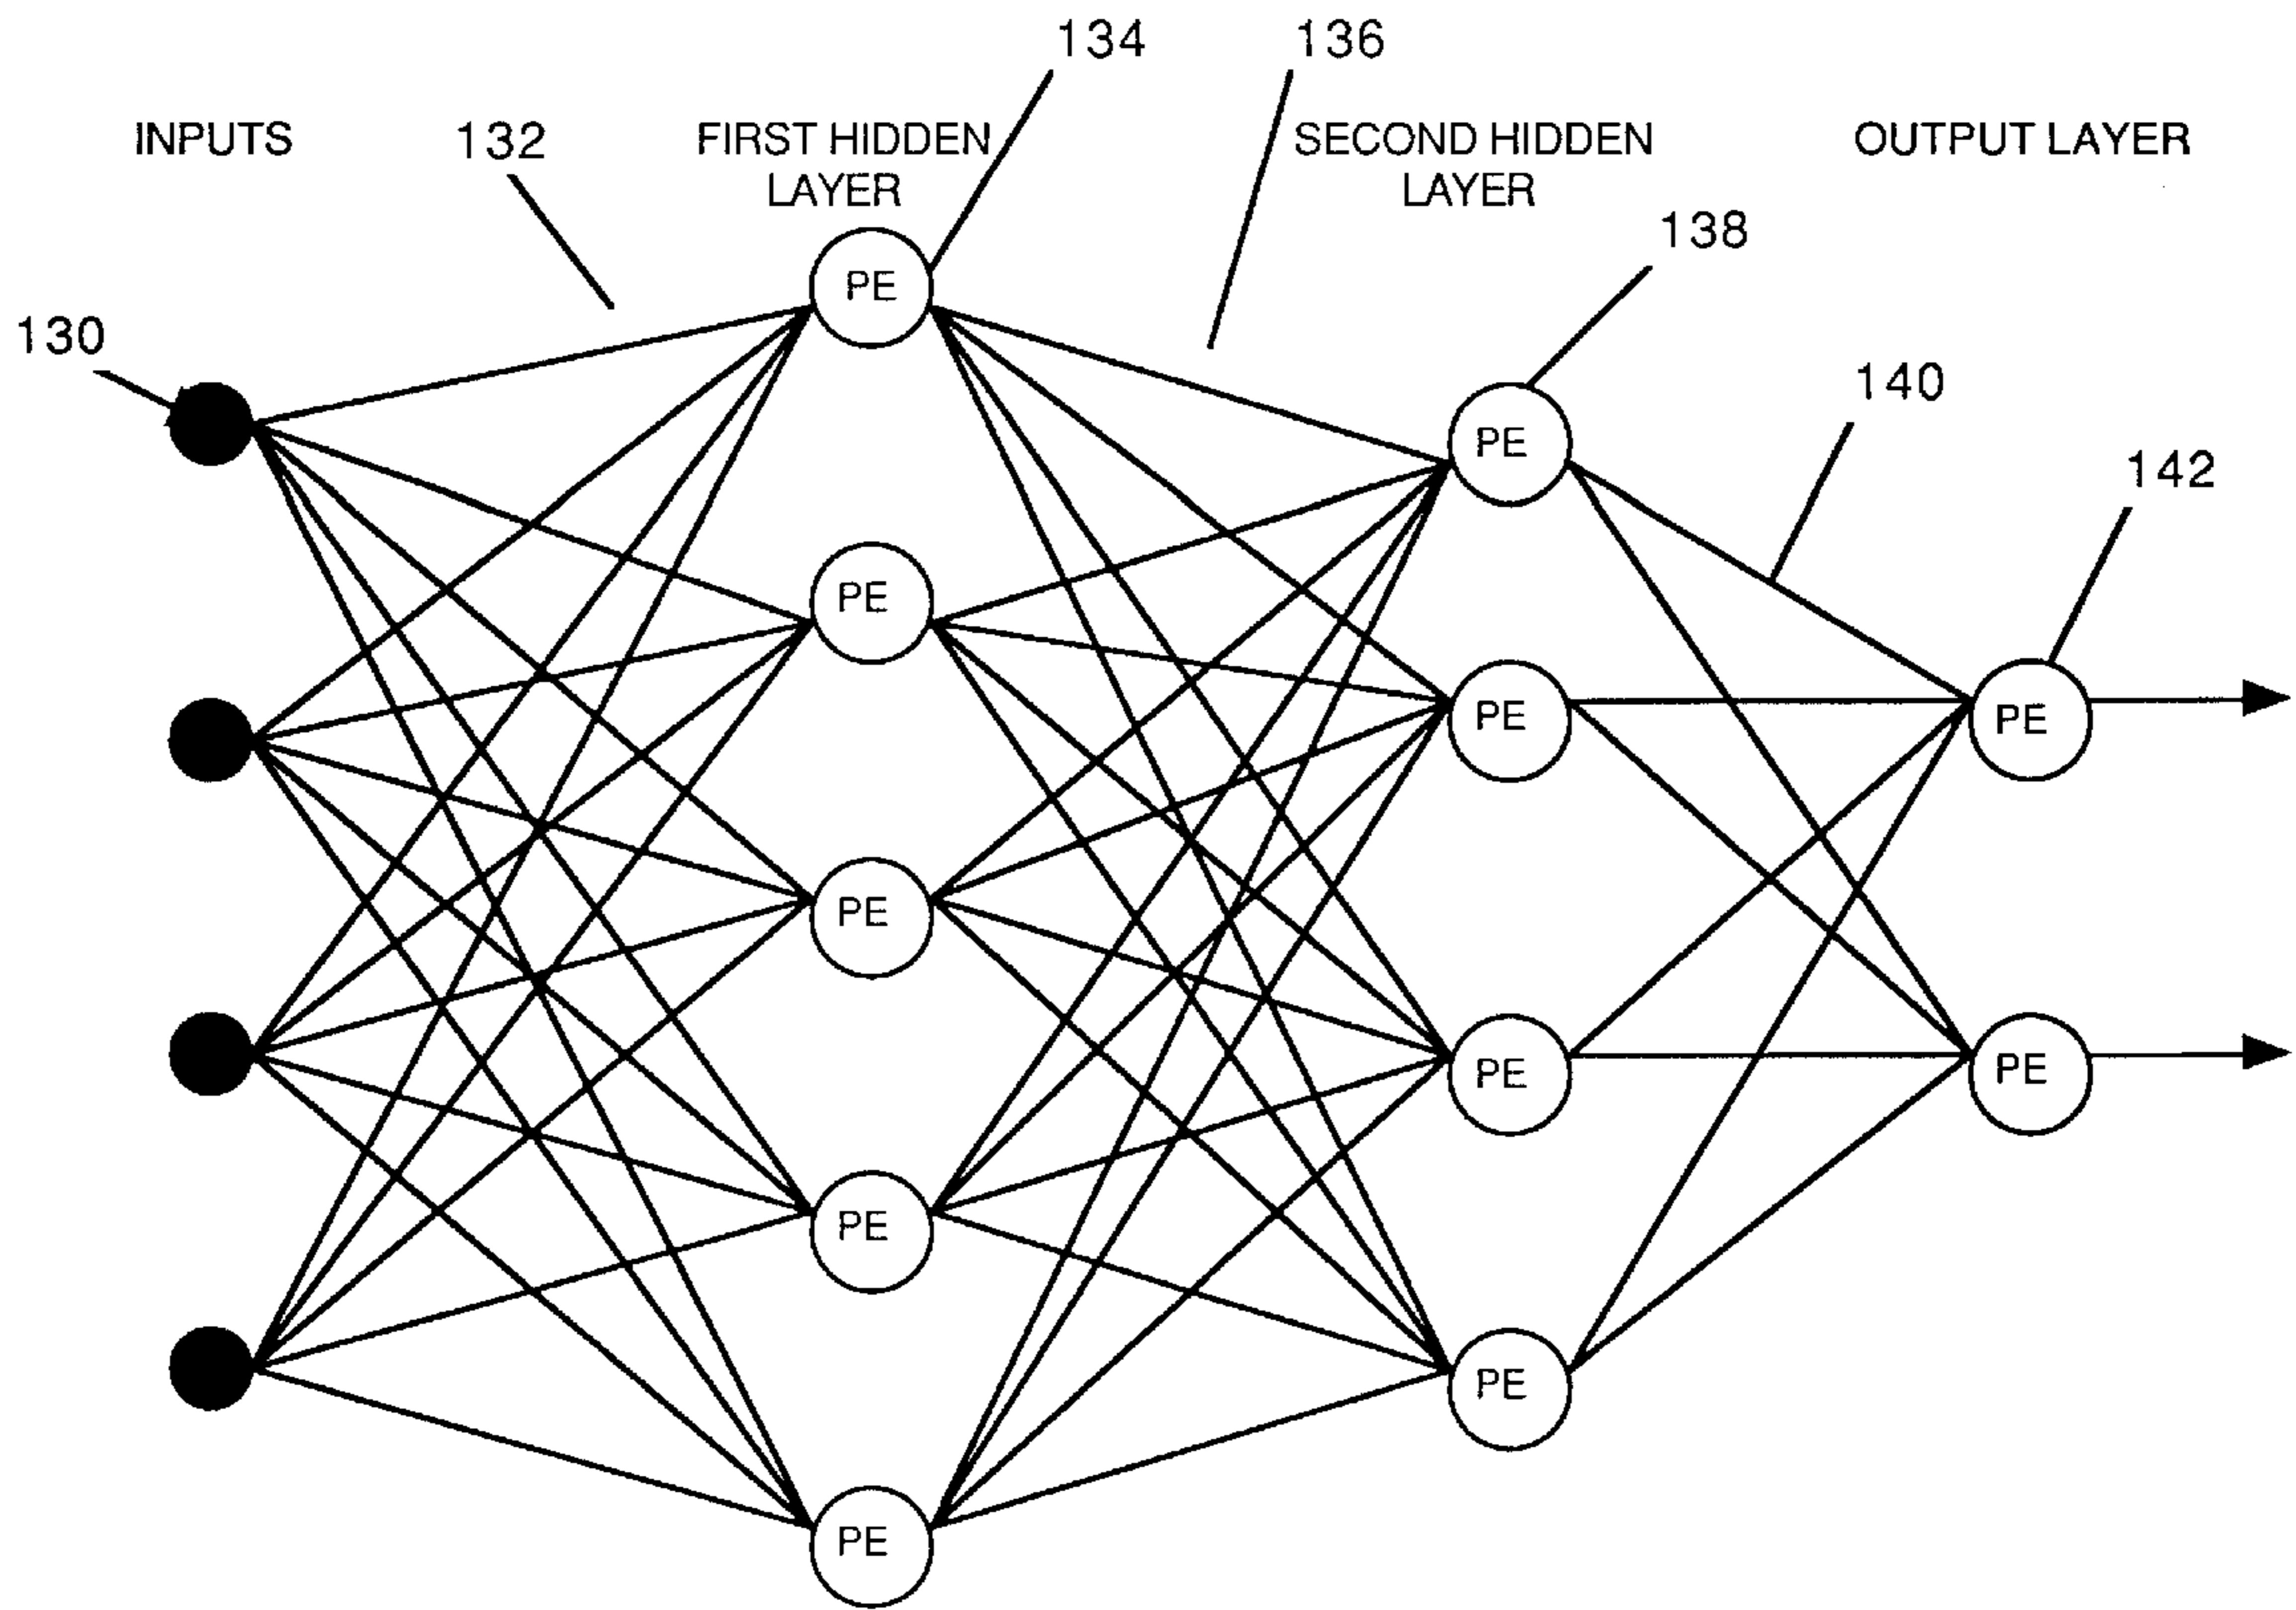 134
136
INPUTS
132
FIRST HIDDEN
LAYER
SECOND HIDDEN
LAYER
OUTPUT LAYER
138
PE
130
140
PE
142
PE
PE
PE
PE
PE
PE
PE
PE
PE